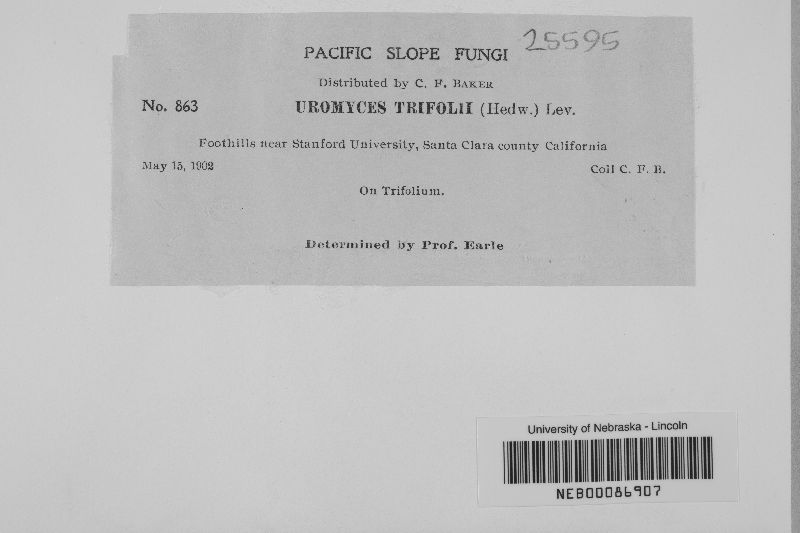 PACIFIC SLOPE FUNGI 25595
Distributed by C. F. BAKER
No. 863 UROMYCES TRIFOLII (Hedw.) Lev.
Foothills near Stanford University, Santa Clara county California
May 15, 1902 Coll C. F. B.
On Trifolium.
Determined by Prof. Earle
University of Nebraska - Lincoln
NEB00086907